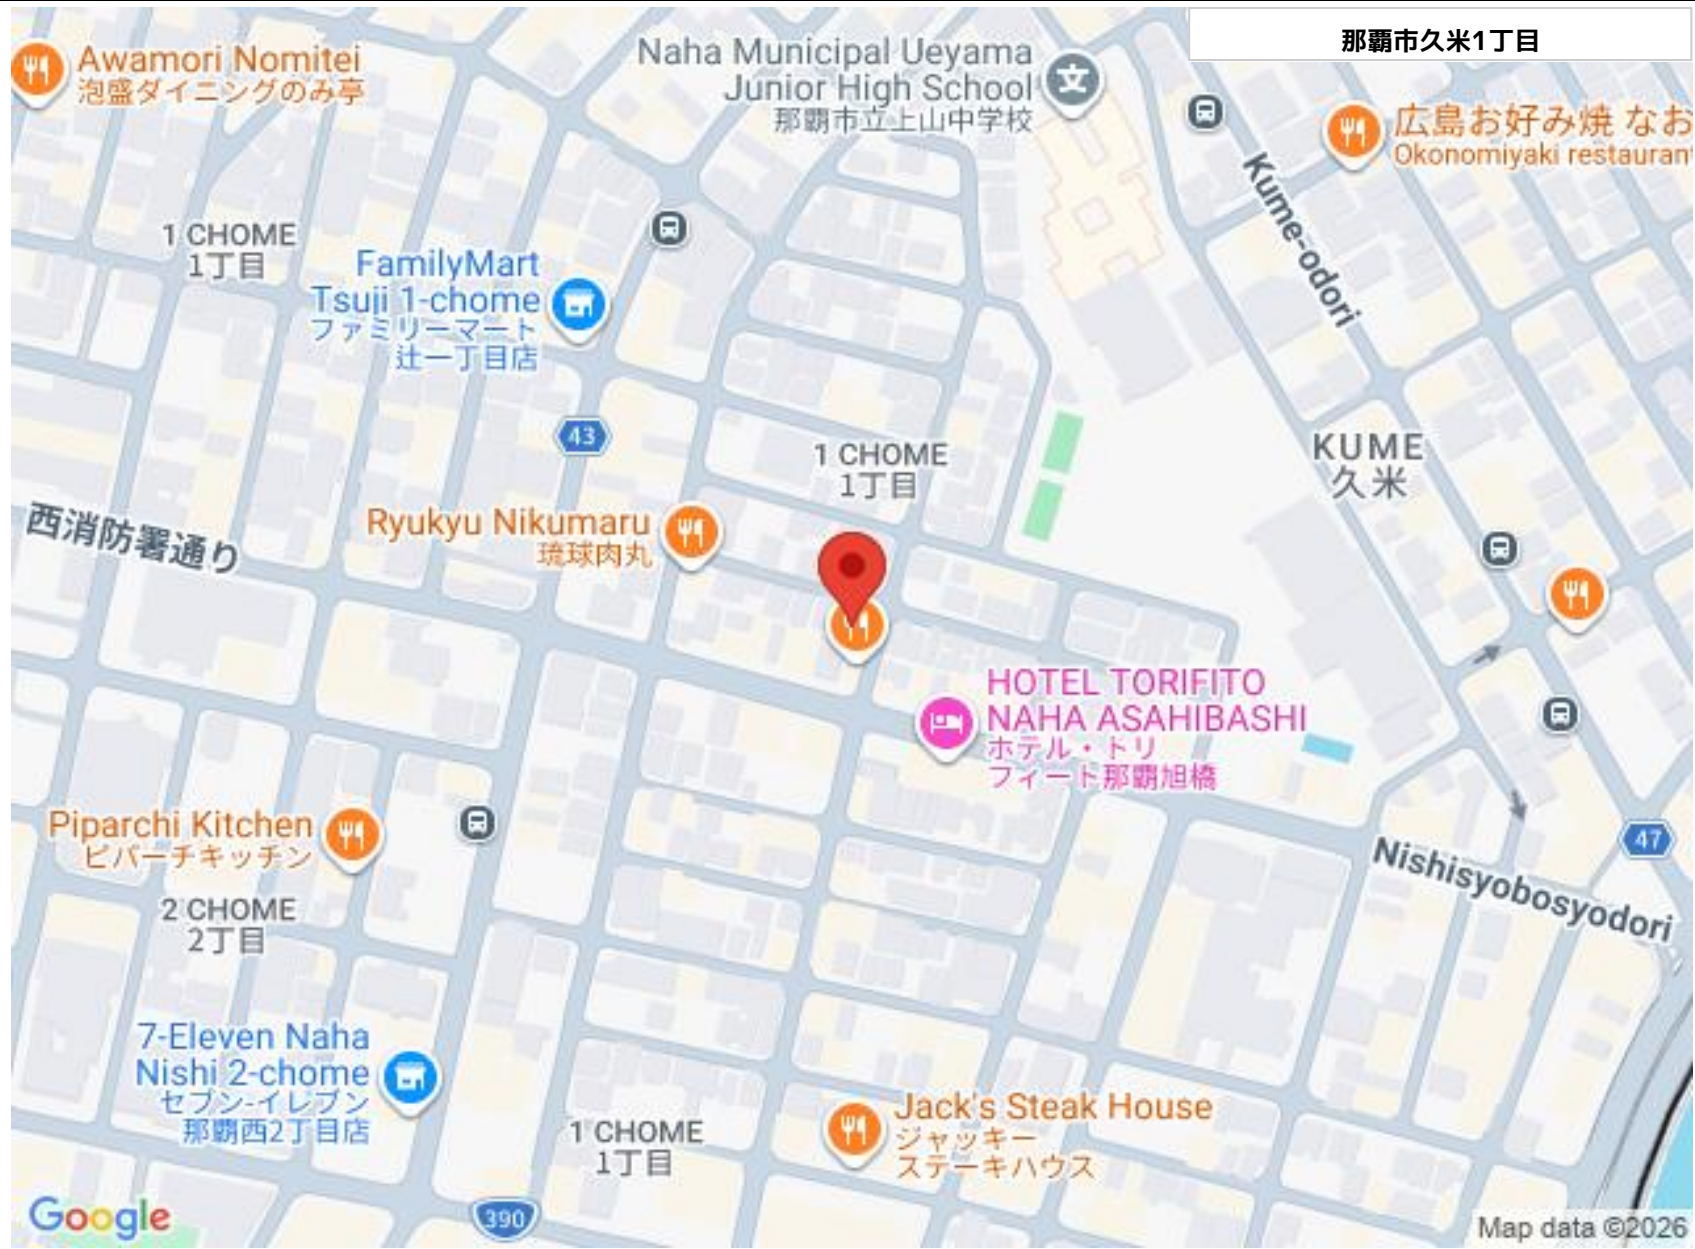 那覇市久米1丁目
Awamori Nomitei
泡盛ダイニングのみ亭
Naha Municipal Ueyama
Junior High School
那覇市立上山中学校
文
広島お好み焼 なお
Okonomiyaki restaurant
Kume-odori
1 CHOME
1丁目
FamilyMart
Tsuji 1-chome
ファミリーマート
辻一丁目店
43
1 CHOME
1丁目
KUME
久米
西消防署通り
Ryukyu Nikumaru
琉球肉丸
HOTEL TORIFITO
NAHA ASAHIBASHI
ホテル・トリ
フィート那覇旭橋
Piparchi Kitchen
ピパーチキッチン
47
Nishisyobosyodori
2 CHOME
2丁目
7-Eleven Naha
Nishi 2-chome
セブン-イレブン
那覇西2丁目店
1 CHOME
1丁目
Jack's Steak House
ジャッキー
ステーキハウス
390
Google
Map data ©2026